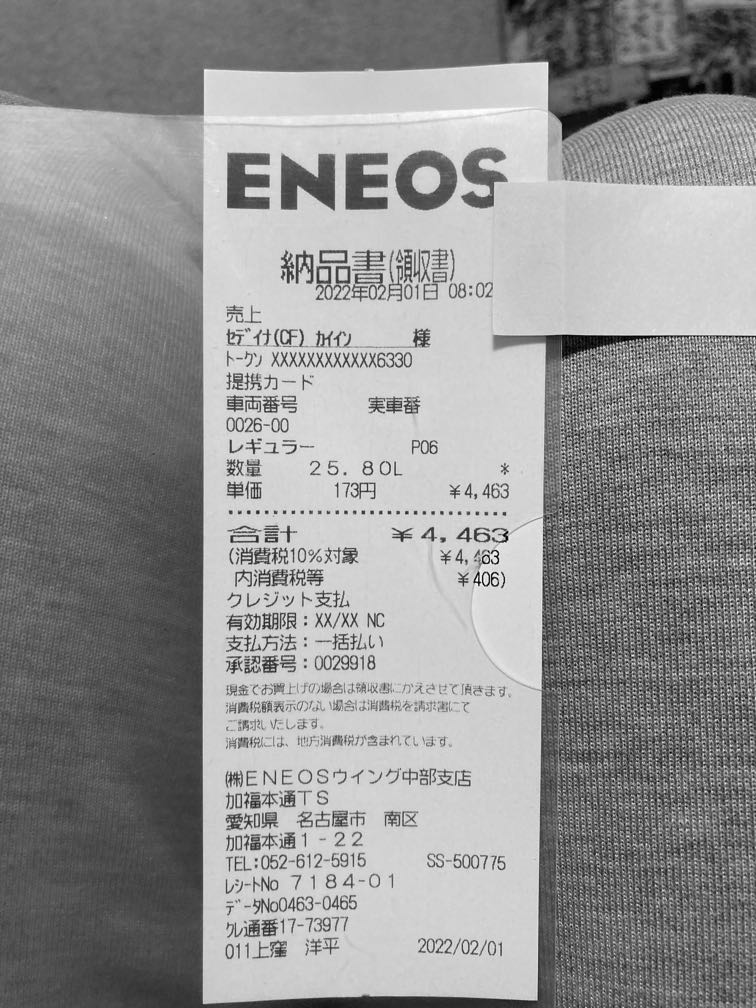 ENEOS
納品書(領収書)
2022年02月01日 08:02
売上
セディナ(CF) カイイン 様
トークン XXXXXXXXXXXX6330
提携カード
車両番号 実車番
0026-00
レギュラー P06
数量 25.80L *
単価 173円 ¥4,463
合計 ¥4,463
(消費税10%対象 ¥4,463
内消費税等 ¥406)
クレジット支払
有効期限:XX/XX NC
支払方法:一括払い
承認番号:0029918
現金でお買上げの場合は領収書にかえさせて頂きます。
消費税額表示のない場合は消費税を請求書にて
ご請求いたします。
消費税には、地方消費税が含まれています。
㈱ENEOSウイング中部支店
加福本通TS
愛知県 名古屋市 南区
加福本通1-22
TEL:052-612-5915 SS-500775
レシートNo 7184-01
データNo0463-0465
クレ通番17-73977
011上窪 洋平 2022/02/01